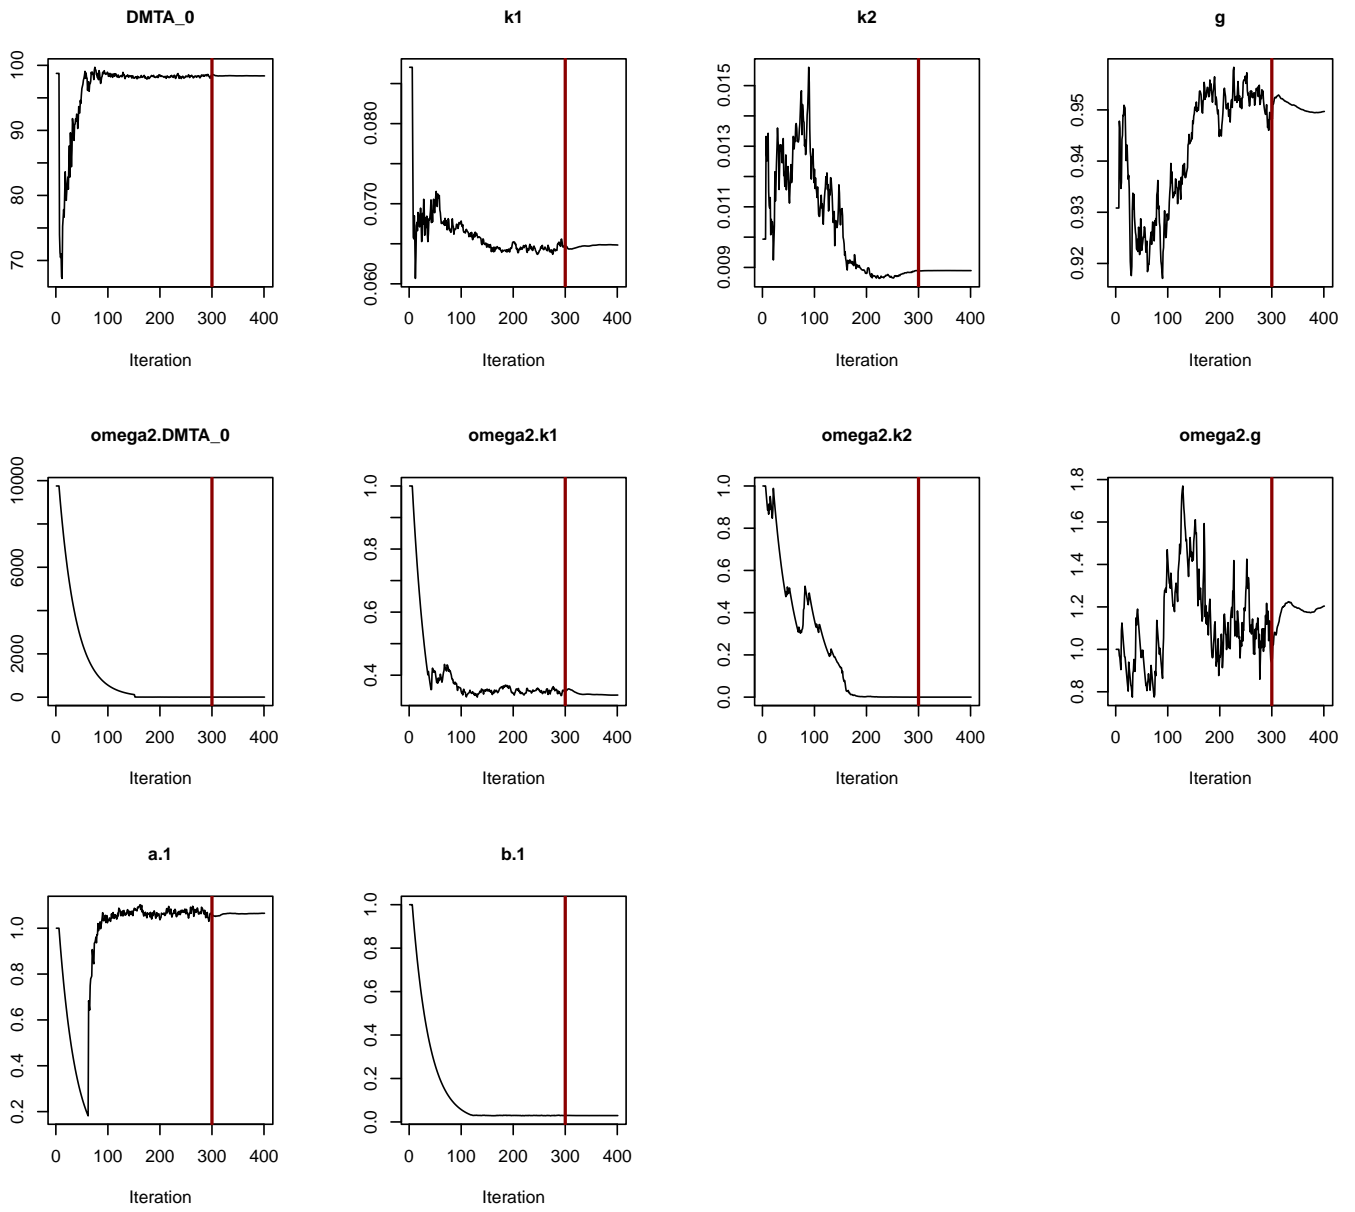 DMTA_0 k1 k2 g
100 90 80 70
0.080 0.070 0.060
0.015 0.013 0.011 0.009
0.95 0.94 0.93 0.92
0 100 200 300 400 0 100 200 300 400 0 100 200 300 400 0 100 200 300 400
Iteration Iteration Iteration Iteration
omega2.DMTA_0 omega2.k1 omega2.k2 omega2.g
10000 6000 2000 0
1.0 0.8 0.6 0.4
1.0 0.8 0.6 0.4 0.2 0.0
1.8 1.6 1.4 1.2 1.0 0.8
0 100 200 300 400 0 100 200 300 400 0 100 200 300 400 0 100 200 300 400
Iteration Iteration Iteration Iteration
a.1 b.1
1.0 0.8 0.6 0.4 0.2
1.0 0.8 0.6 0.4 0.2 0.0
0 100 200 300 400 0 100 200 300 400
Iteration Iteration